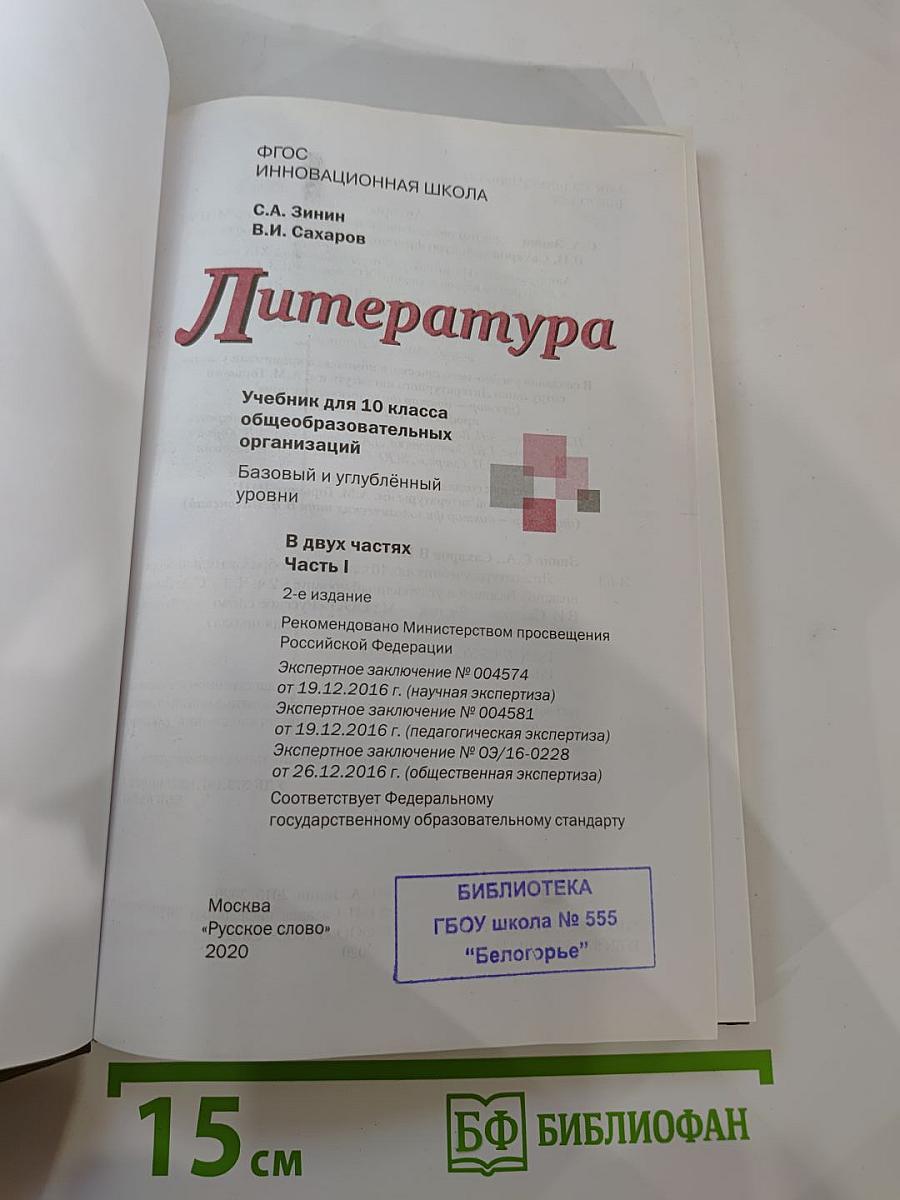 ФГОС
ИННОВАЦИОННАЯ ШКОЛА
С.А. Зинин
В.И. Сахаров
Литература
Учебник для 10 класса
общеобразовательных
организаций
Базовый и углублённый
уровни
В двух частях
Часть I
2-е издание
Рекомендовано Министерством просвещения
Российской Федерации
Экспертное заключение № 004574
от 19.12.2016 г. (научная экспертиза)
Экспертное заключение № 004581
от 19.12.2016 г. (педагогическая экспертиза)
Экспертное заключение № ОЭ/16-0228
от 26.12.2016 г. (общественная экспертиза)
Соответствует Федеральному
государственному образовательному стандарту
Москва
«Русское слово»
2020
БИБЛИОТЕКА
ГБОУ школа № 555
"Белогорье"
15 см
БФ БИБЛИОФАН